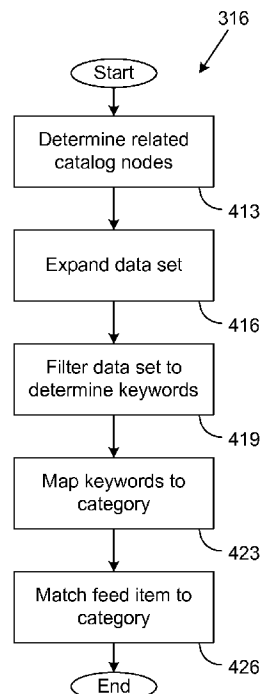 316
Start
Determine related
catalog nodes
413
Expand data set
416
Filter data set to
determine keywords
419
Map keywords to
category
423
Match feed item to
category
426
End